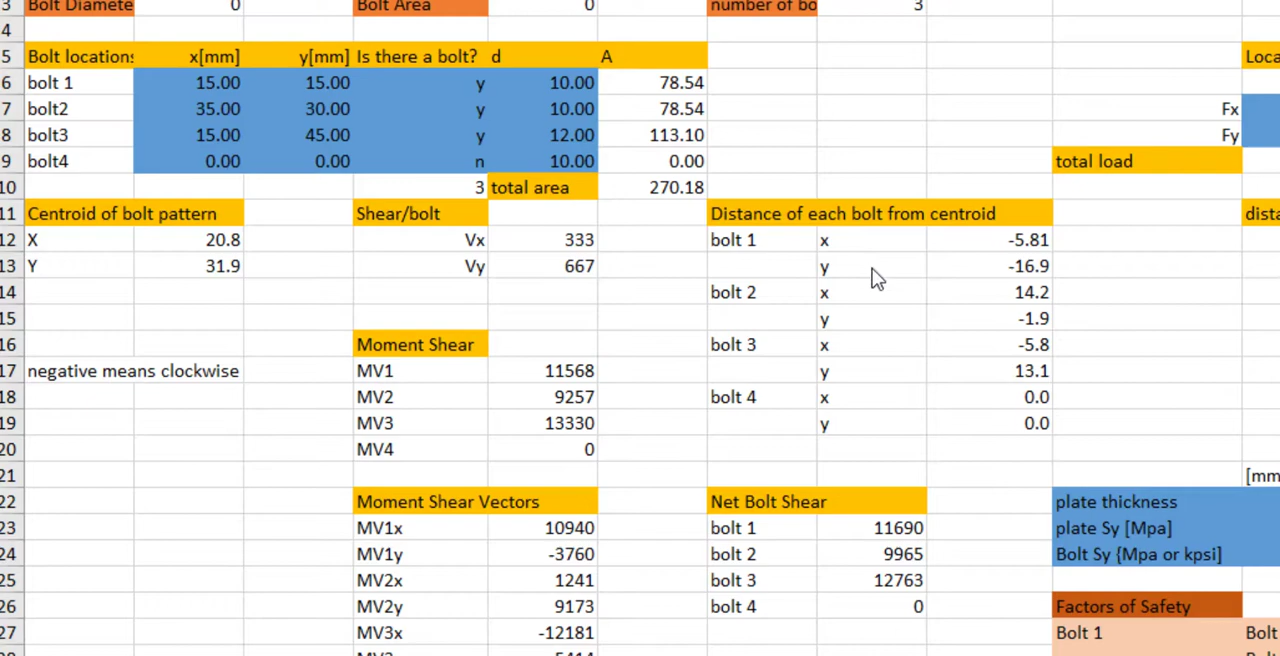 3 Bolt Diamete 0 Bolt Area 0 number of bo 3
4
5 Bolt locations x[mm] y[mm] Is there a bolt? d A Loca
6 bolt 1 15.00 15.00 y 10.00 78.54
7 bolt2 35.00 30.00 y 10.00 78.54 Fx
8 bolt3 15.00 45.00 y 12.00 113.10 Fy
9 bolt4 0.00 0.00 n 10.00 0.00 total load
10 3 total area 270.18
11 Centroid of bolt pattern Shear/bolt Distance of each bolt from centroid dista
12 X 20.8 Vx 333 bolt 1 x -5.81
13 Y 31.9 Vy 667 y -16.9
14 bolt 2 x 14.2
15 y -1.9
16 Moment Shear bolt 3 x -5.8
17 negative means clockwise MV1 11568 y 13.1
18 MV2 9257 bolt 4 x 0.0
19 MV3 13330 y 0.0
20 MV4 0
21 [mm
22 Moment Shear Vectors Net Bolt Shear plate thickness
23 MV1x 10940 bolt 1 11690 plate Sy [Mpa]
24 MV1y -3760 bolt 2 9965 Bolt Sy {Mpa or kpsi]
25 MV2x 1241 bolt 3 12763
26 MV2y 9173 bolt 4 0 Factors of Safety
27 MV3x -12181 Bolt 1 Bolt